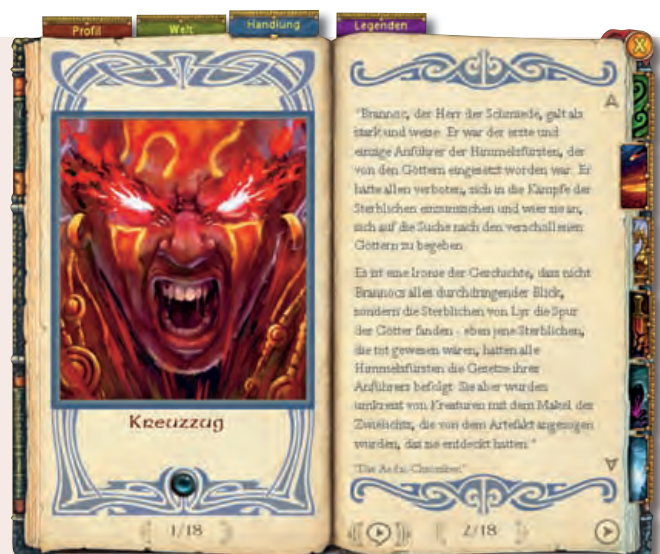 Profil
Welt
Handlung
Legenden
X
Kreuzzug
1/18
"Brannoc, der Herr der Schmiede, galt als
stark und weise. Er war der erste und
einzige Anführer der Himmelsfürsten, der
von den Göttern eingesetzt worden war. Er
hatte allen verboten, sich in die Kämpfe der
Sterblichen einzumischen und wies sie an,
sich auf die Suche nach den verschollenen
Göttern zu begeben.
Es ist eine Ironie der Geschichte, dass nicht
Brannocs alles durchdringender Blick,
sondern die Sterblichen von Lyr die Spur
der Götter fanden - eben jene Sterblichen,
die tot gewesen wären, hätten alle
Himmelsfürsten die Gesetze ihrer
Anführers befolgt. Sie aber wurden
umkreist von Kreaturen mit dem Makel des
Zwielichts, die von dem Artefakt angezogen
wurden, das sie entdeckt hatten."
2/18